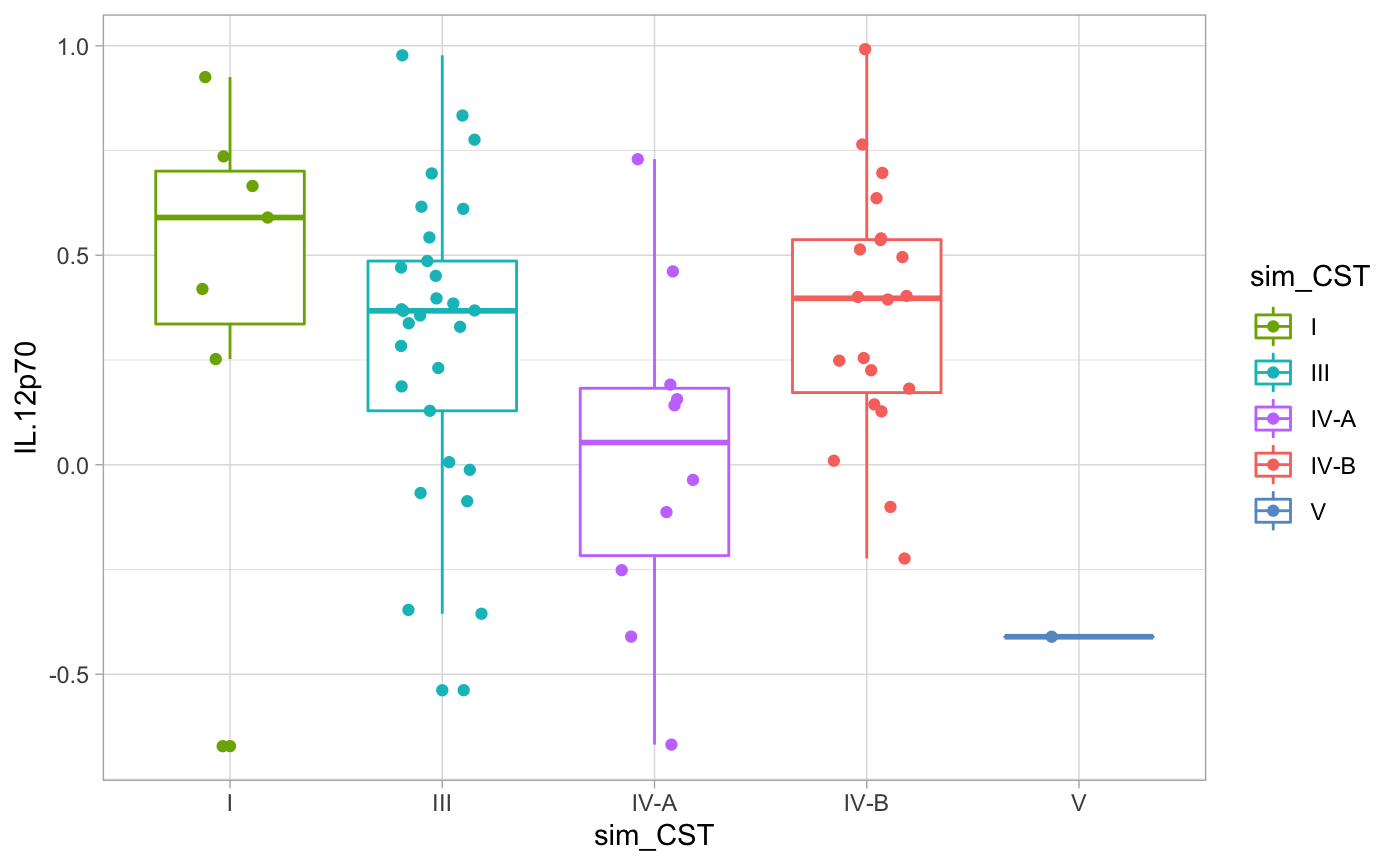 IL.12p70
1.0
0.5
0.0
-0.5
I III IV-A IV-B V
sim_CST
sim_CST
I
III
IV-A
IV-B
V